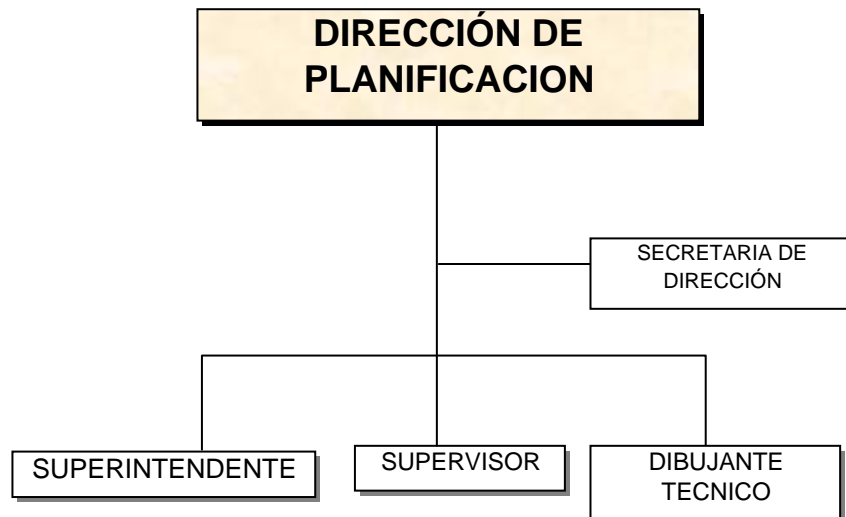 DIRECCIÓN DE
PLANIFICACION
SECRETARIA DE
DIRECCIÓN
SUPERINTENDENTE
SUPERVISOR
DIBUJANTE
TECNICO